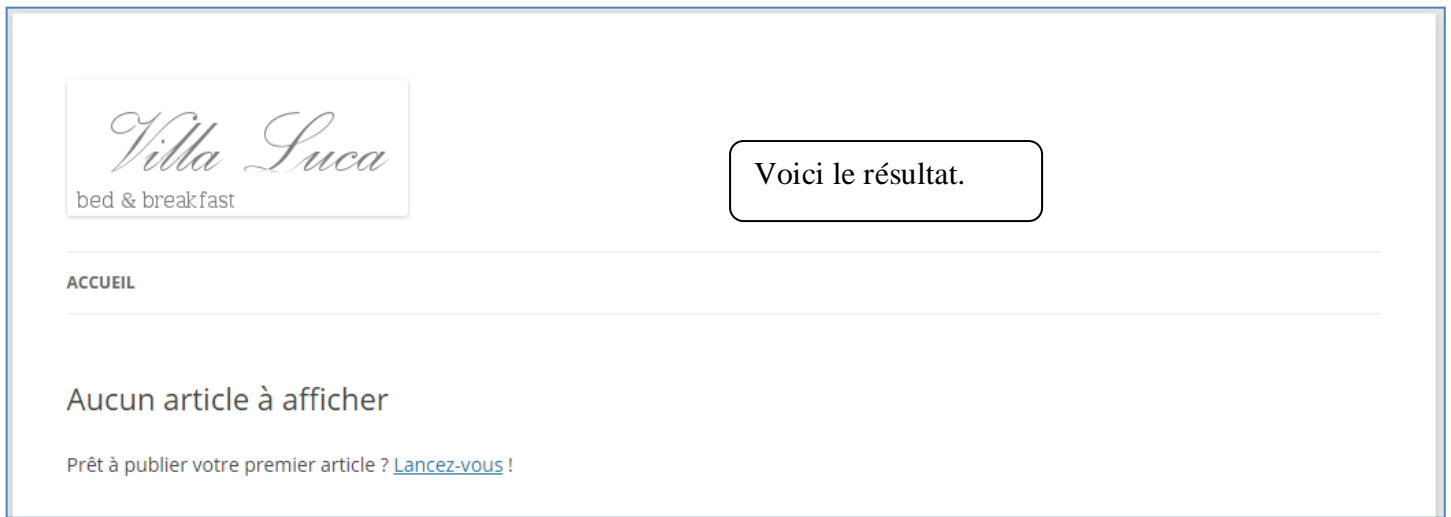 Villa Luca
bed & breakfast
Voici le résultat.
ACCUEIL
Aucun article à afficher
Prêt à publier votre premier article ? Lancez-vous !